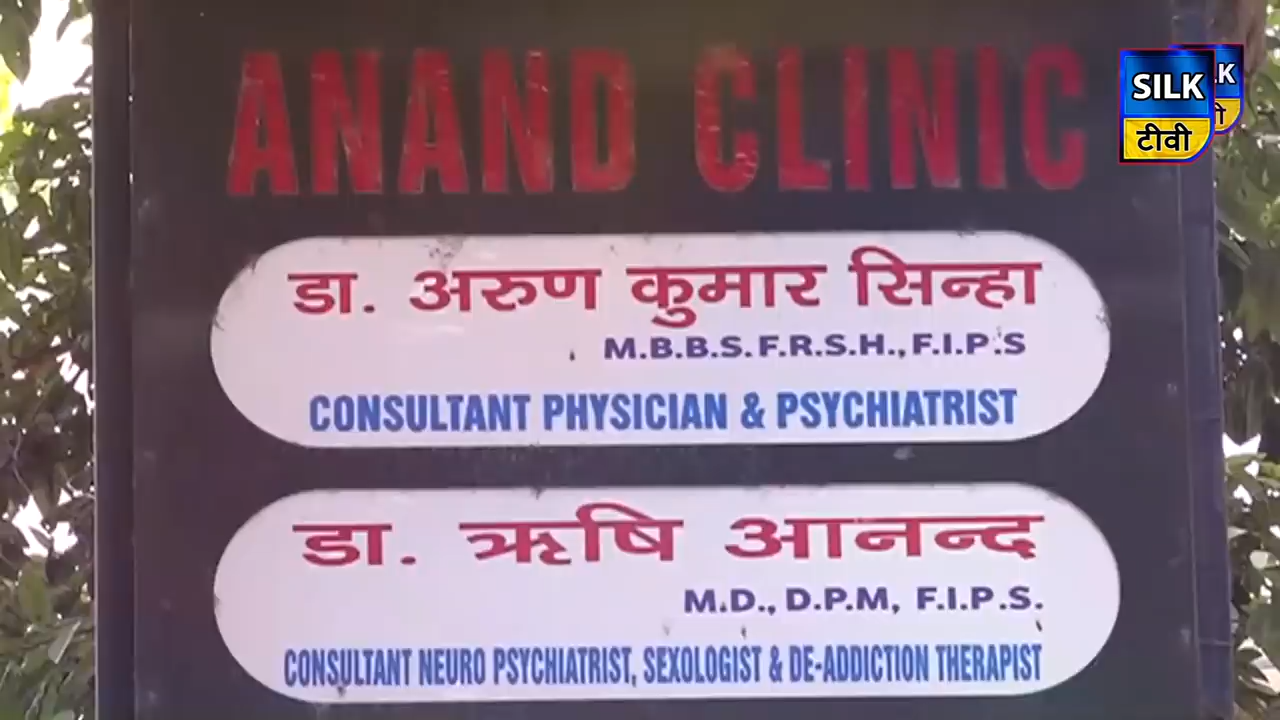 ANAND CLINIC
SILK
टीवी
डा. अरुण कुमार सिन्हा
M.B.B.S. F.R.S.H., F.I.P.S
CONSULTANT PHYSICIAN & PSYCHIATRIST
डा. ऋषि आनन्द
M.D., D.P.M, F.I.P.S.
CONSULTANT NEURO PSYCHIATRIST, SEXOLOGIST & DE-ADDICTION THERAPIST